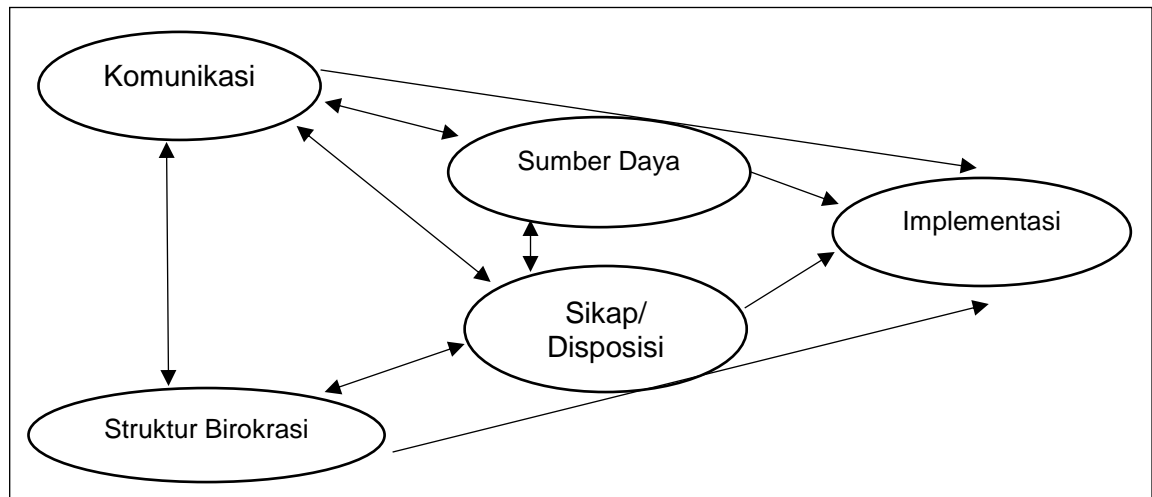 Komunikasi
Sumber Daya
Implementasi
Sikap/
Disposisi
Struktur Birokrasi